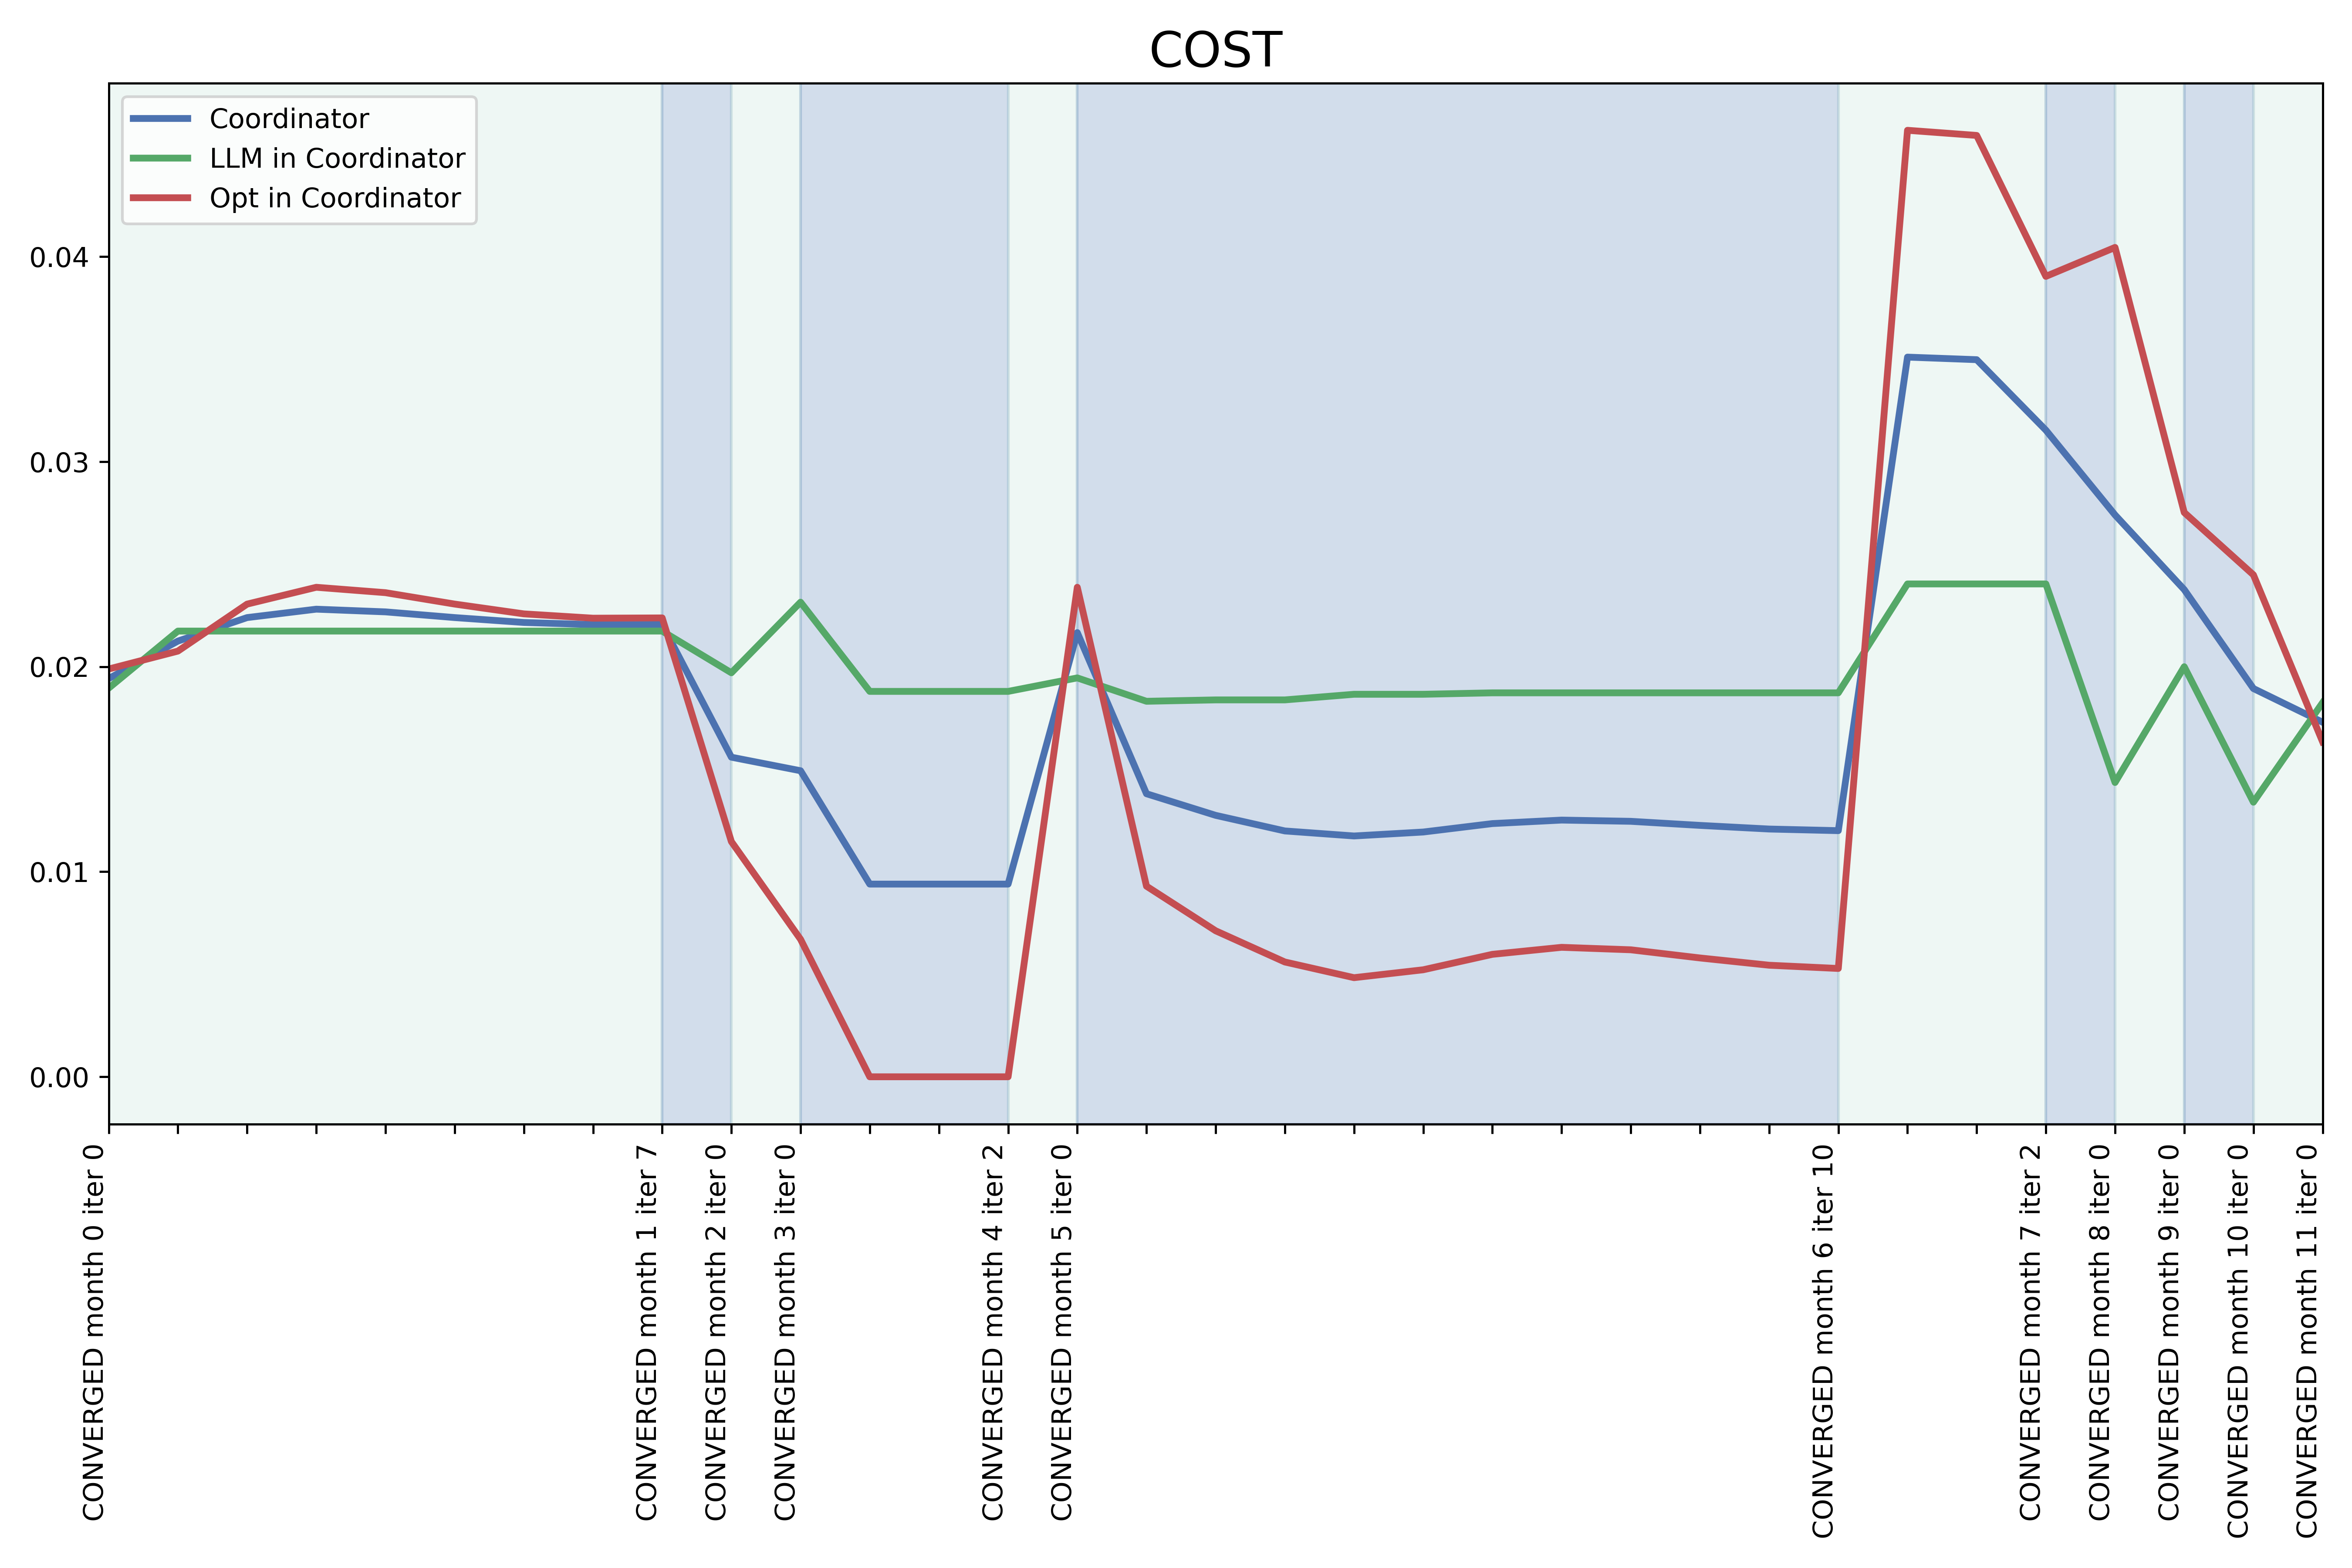 COST
Coordinator
LLM in Coordinator
Opt in Coordinator
0.04
0.03
0.02
0.01
0.00
CONVERGED month 0 iter 0
CONVERGED month 1 iter 7
CONVERGED month 2 iter 0
CONVERGED month 3 iter 0
CONVERGED month 4 iter 2
CONVERGED month 5 iter 0
CONVERGED month 6 iter 10
CONVERGED month 7 iter 2
CONVERGED month 8 iter 0
CONVERGED month 9 iter 0
CONVERGED month 10 iter 0
CONVERGED month 11 iter 0